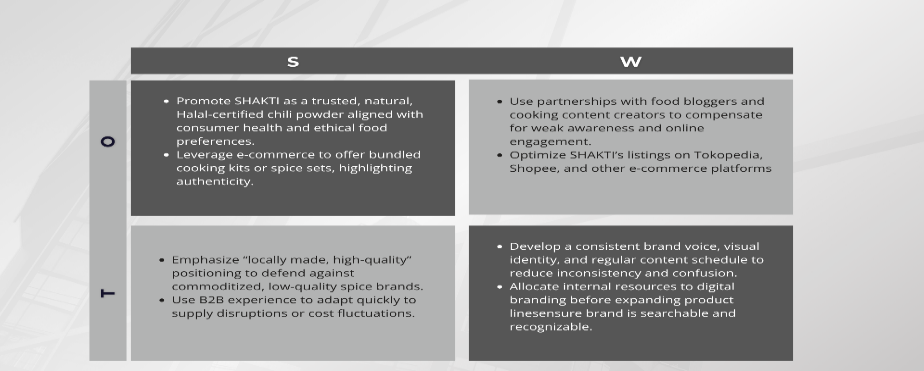 S
W
O
• Promote SHAKTI as a trusted, natural,
Halal-certified chili powder aligned with
consumer health and ethical food
preferences.
• Leverage e-commerce to offer bundled
cooking kits or spice sets, highlighting
authenticity.
• Use partnerships with food bloggers and
cooking content creators to compensate
for weak awareness and online
engagement.
• Optimize SHAKTI's listings on Tokopedia,
Shopee, and other e-commerce platforms
T
• Emphasize “locally made, high-quality”
positioning to defend against
commoditized, low-quality spice brands.
• Use B2B experience to adapt quickly to
supply disruptions or cost fluctuations.
• Develop a consistent brand voice, visual
identity, and regular content schedule to
reduce inconsistency and confusion.
• Allocate internal resources to digital
branding before expanding product
linesensure brand is searchable and
recognizable.